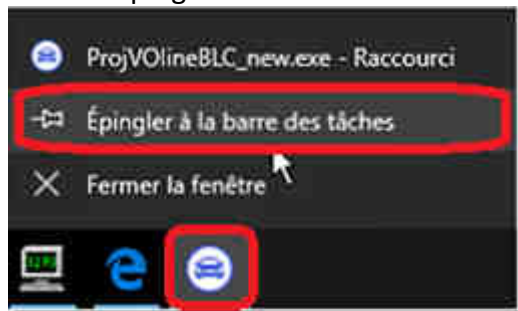 ProjVOlineBLC_new.exe - Raccourci
Épingler à la barre des tâches
Fermer la fenêtre